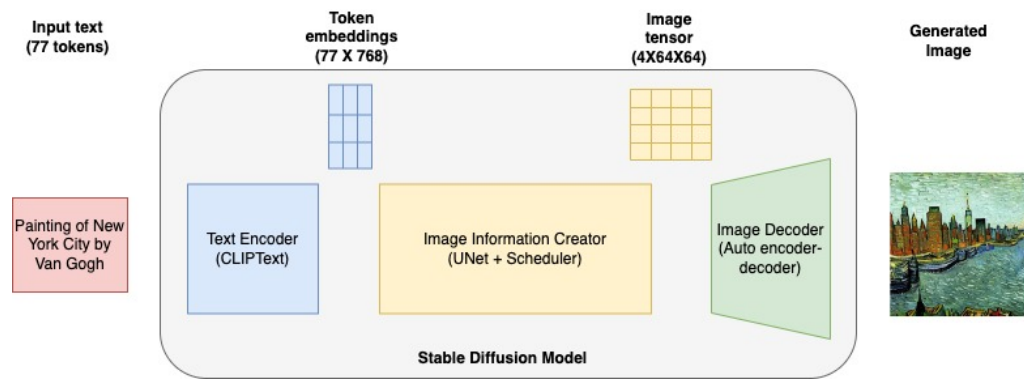 Input text
(77 tokens)
Token
embeddings
(77 X 768)
Image
tensor
(4X64X64)
Generated
Image
Painting of New
York City by
Van Gogh
Text Encoder
(CLIPText)
Image Information Creator
(UNet + Scheduler)
Image Decoder
(Auto encoder-
decoder)
Stable Diffusion Model